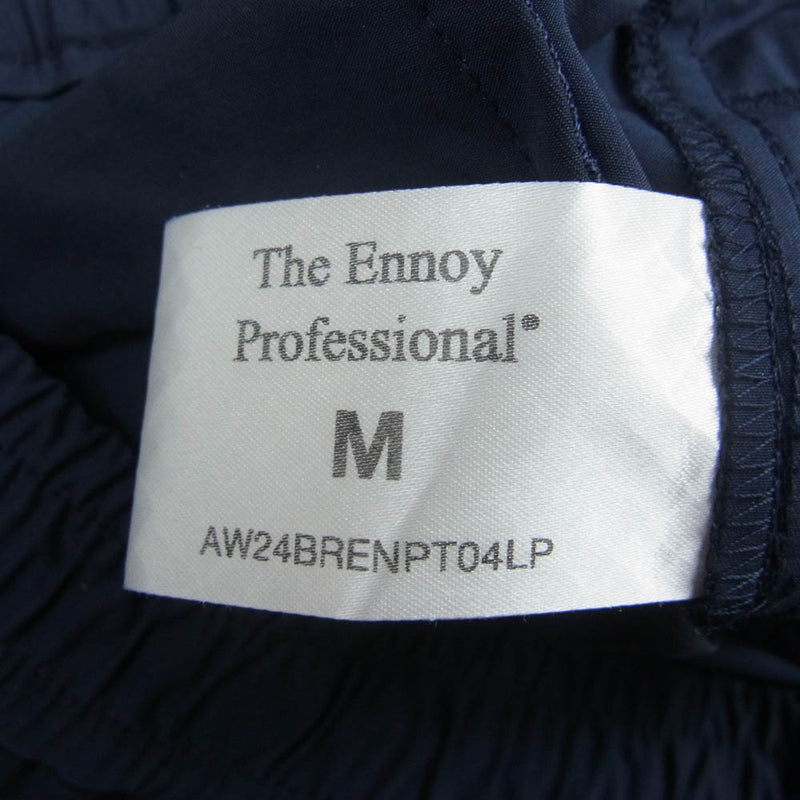 The Ennoy
Professional®
M
AW24BRENPT04LP